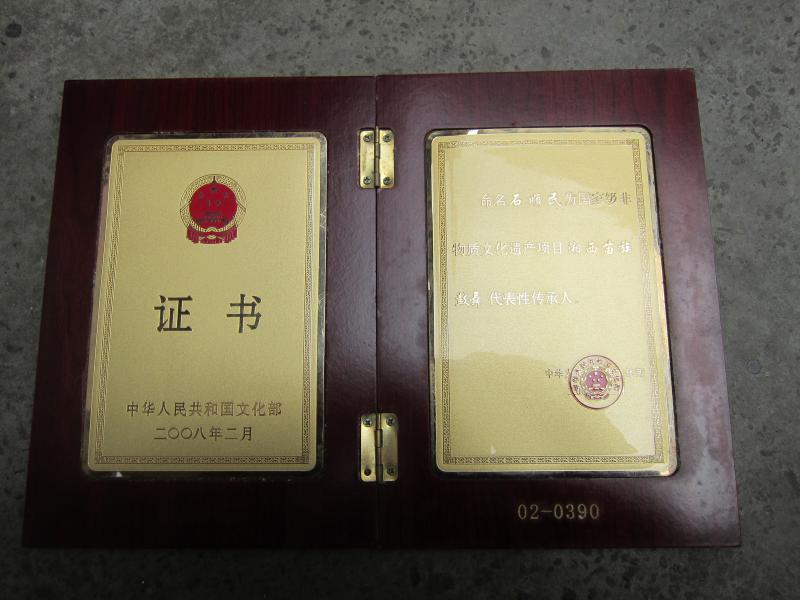 证书
中华人民共和国文化部
二〇〇八年二月
命名石顺民为国家级非
物质文化遗产项目湘西苗族
鼓舞 代表性传承人。
中华
02-0390